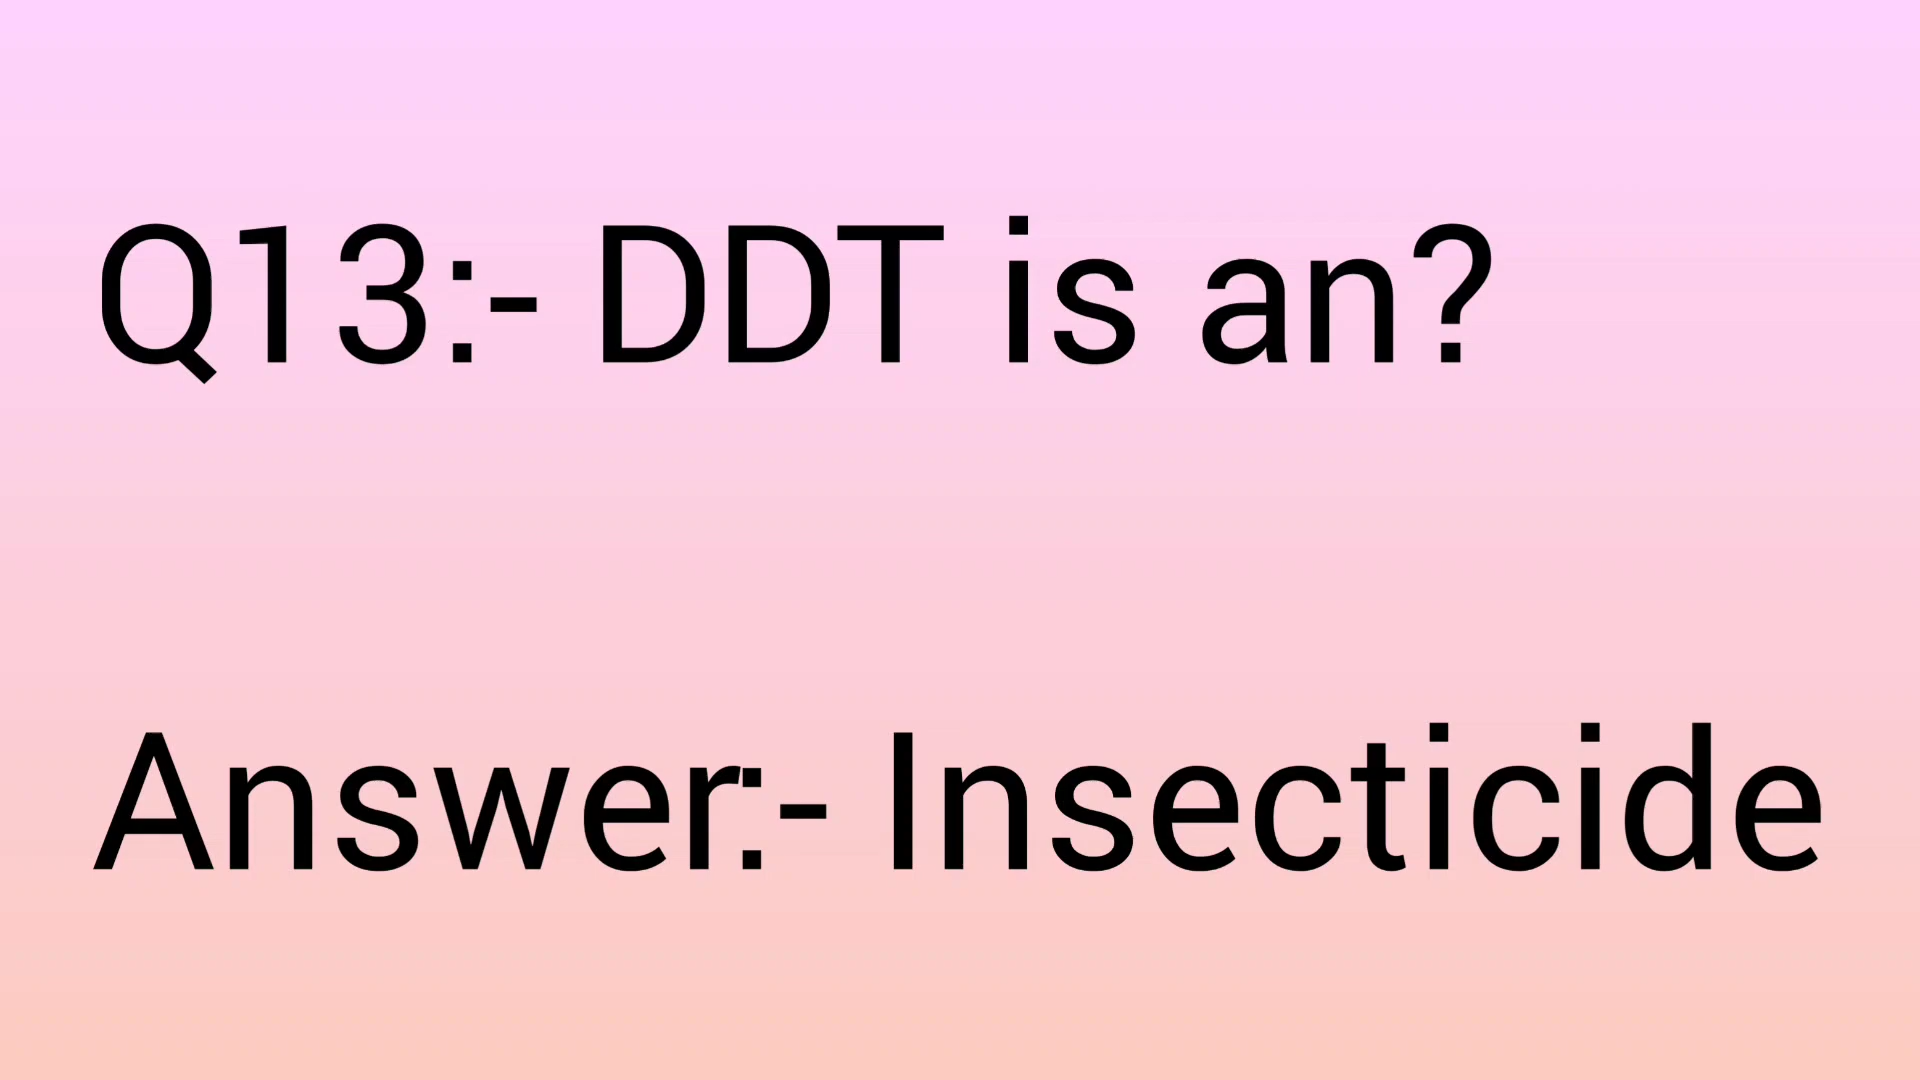 Q13:- DDT is an?
Answer:- Insecticide